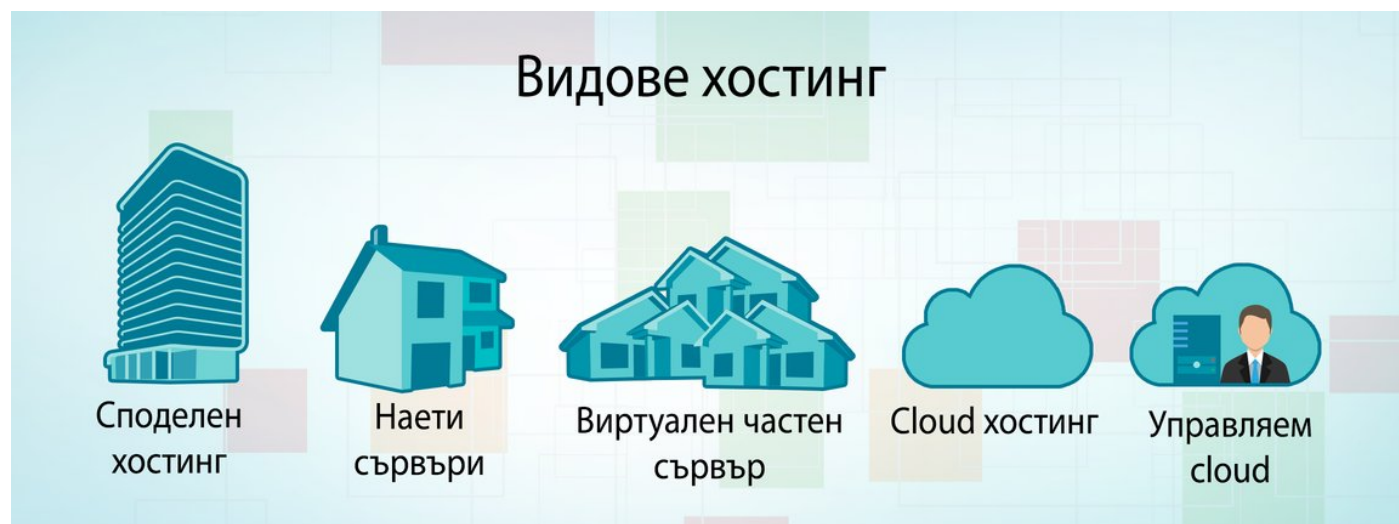 Видове хостинг
Споделен
хостинг
Наети
сървъри
Виртуален частен
сървър
Cloud хостинг
Управляем
cloud